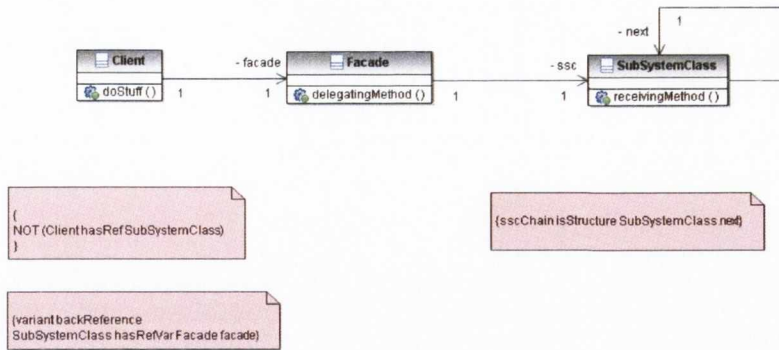 - next
1
Client
- facade
Facade
- ssc
SubSystemClass
doStuff ()
1
1
delegatingMethod ()
1
1
receivingMethod ()
{
NOT (Client hasRef SubSystemClass)
}
{sscChain isStructure SubSystemClass next}
{variant backReference
SubSystemClass hasRefVar Facade facade}